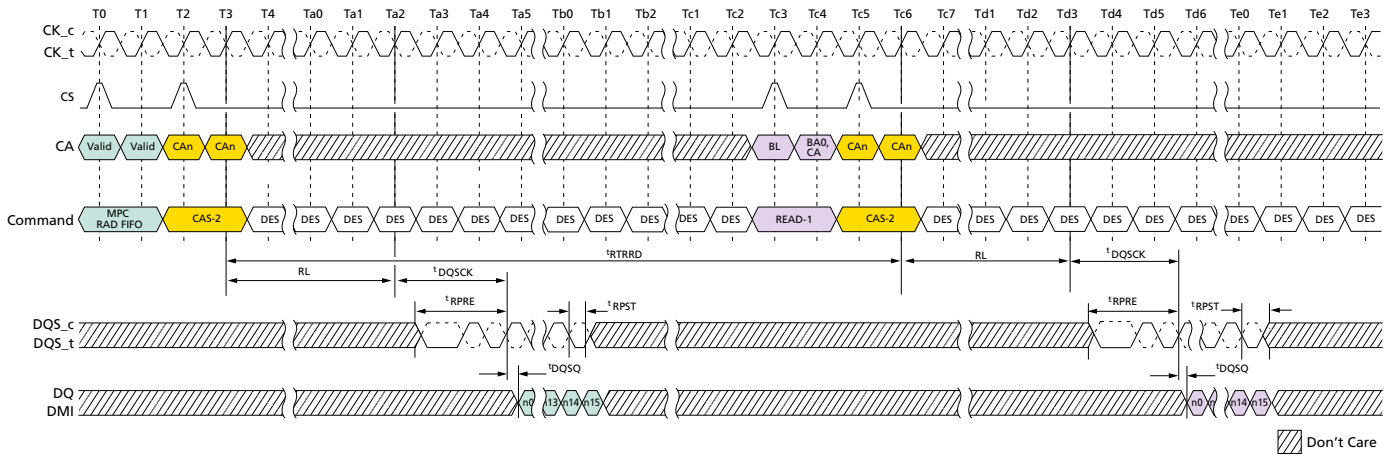 T0 T1 T2 T3 T4 Ta0 Ta1 Ta2 Ta3 Ta4 Ta5 Tb0 Tb1 Tb2 Tc1 Tc2 Tc3 Tc4 Tc5 Tc6 Tc7 Td1 Td2 Td3 Td4 Td5 Td6 Te0 Te1 Te2 Te3
CK_c
CK_t
CS
CA Valid Valid CAn CAn BL BA0, CA CAn CAn
Command MPC RAD FIFO CAS-2 DES DES DES DES DES DES DES DES DES DES DES DES READ-1 CAS-2 DES DES DES DES DES DES DES DES DES DES DES
tRTRRD
RL tDQSCK RL tDQSCK
tRPRE tRPST tRPRE tRPST
DQS_c
DQS_t
tDQSQ tDQSQ
DQ n0 n13 n14 n15 n0 n n14 n15
DMI
Don't Care